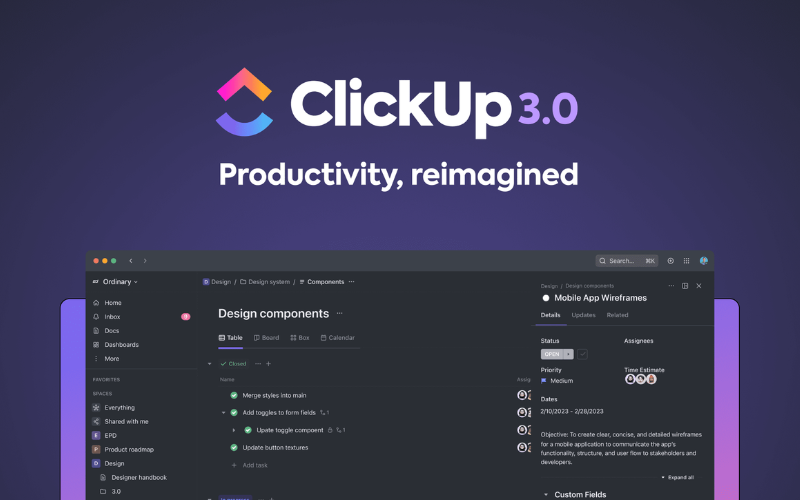 ClickUp 3.0
Productivity, reimagined
Search... ⌘K
Ordinary
Design / Design system / Components ...
Home
Inbox 9
Docs
Dashboards
More
FAVORITES
SPACES
Everything
Shared with me
E EPD
P Product roadmap
D Design
Designer handbook
3.0
Design components ...
Table Board Box Calendar
Closed ... +
Name Assig
Merge styles into main
Add toggles to form fields 1
Upate toggle compoent 1
Update button textures
+ Add task
Design / Design components
Mobile App Wireframes
Details Updates Related
Status Assignees
OPEN
Priority Time Estimate
Medium
Dates
2/10/2023 – 2/28/2023
Objective: To create clear, concise, and detailed wireframes
for a mobile application to communicate the app's
functionality, structure, and user flow to stakeholders and
developers.
Expand all
Custom Fields